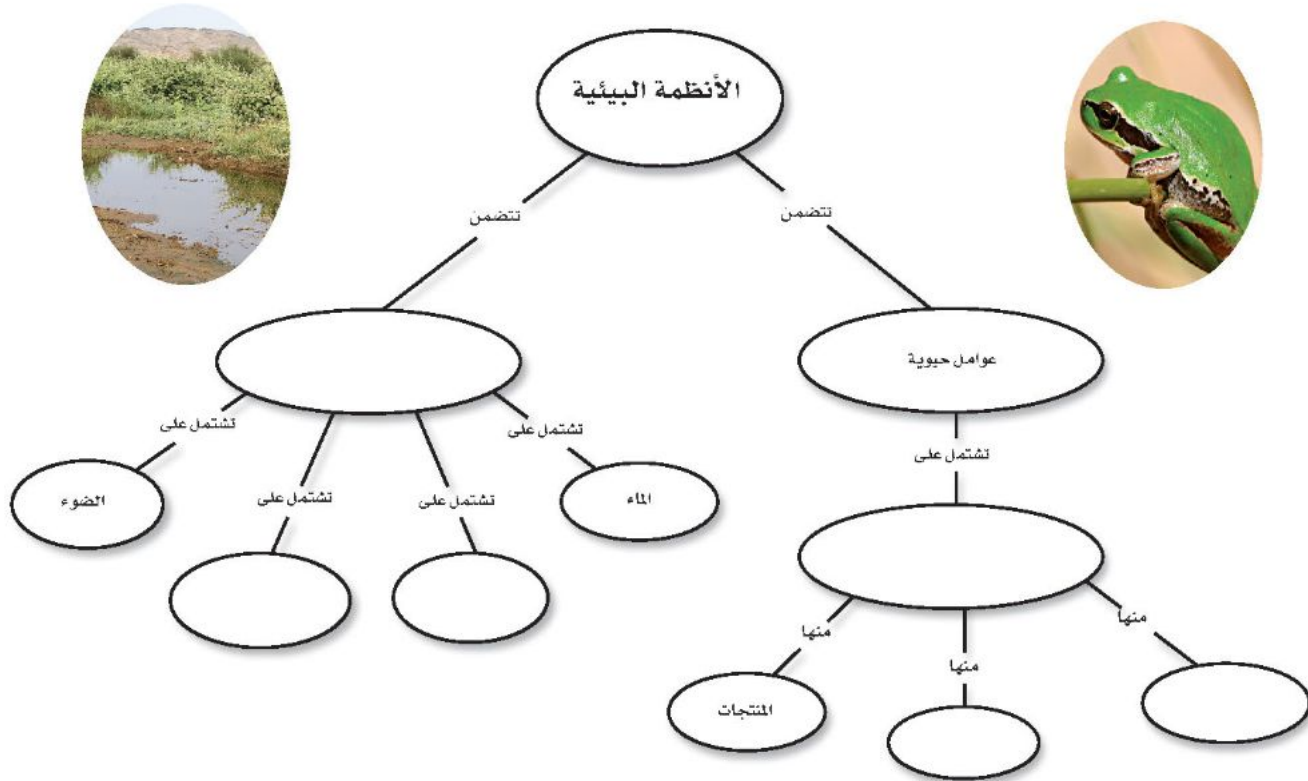 الأنظمة البيئية
تتضمن
تتضمن
عوامل حيوية
تشتمل على
تشتمل على
تشتمل على
تشتمل على
تشتمل على
الماء
الضوء
منها
منها
منها
المنتجات